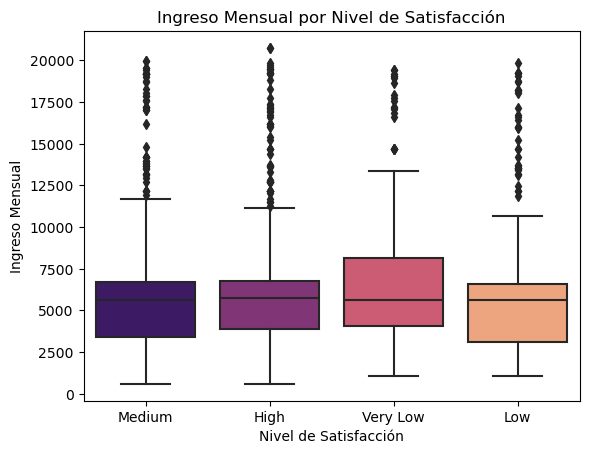 Ingreso Mensual por Nivel de Satisfacción
Ingreso Mensual
20000
17500
15000
12500
10000
7500
5000
2500
0
Medium High Very Low Low
Nivel de Satisfacción